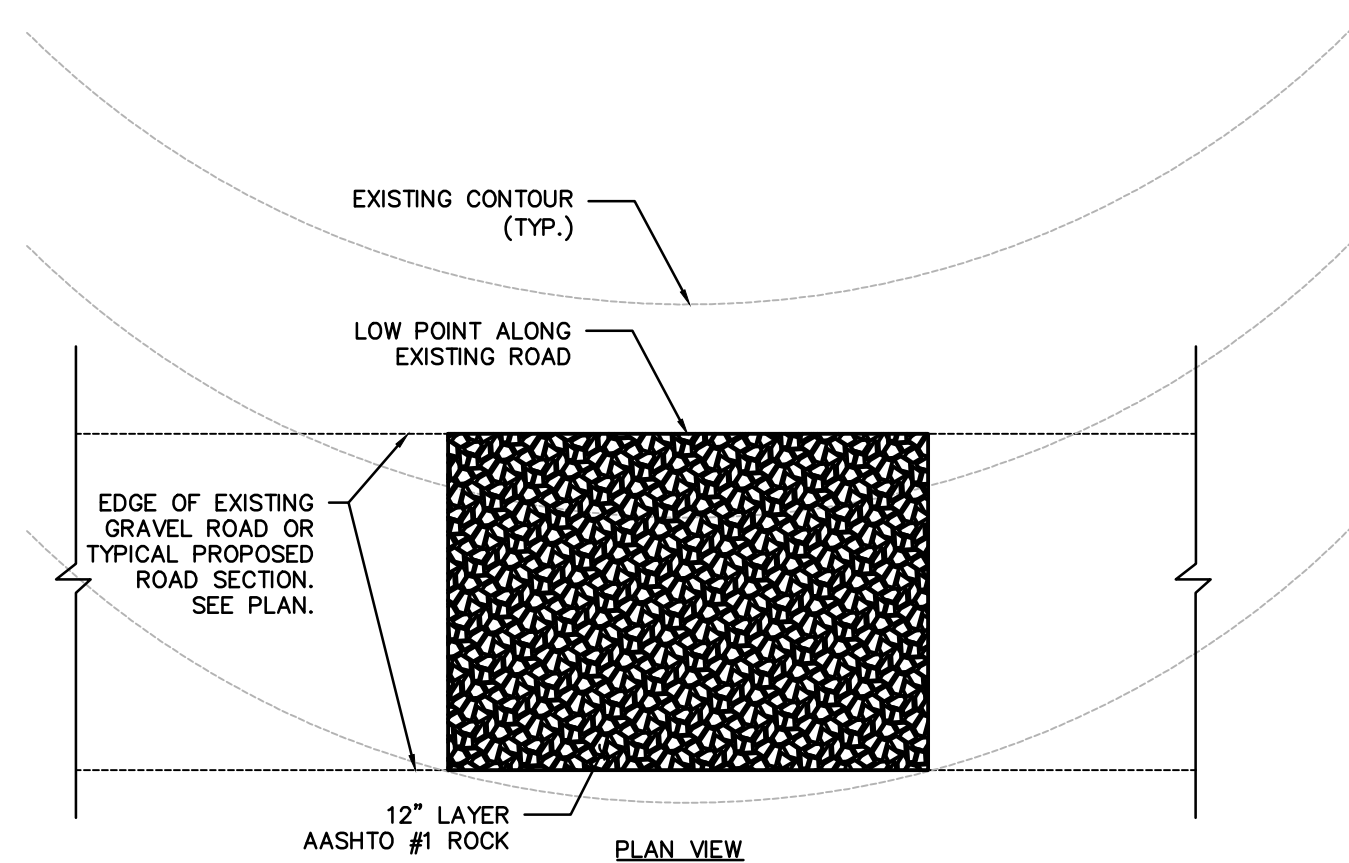 EXISTING CONTOUR
(TYP.)
LOW POINT ALONG
EXISTING ROAD
EDGE OF EXISTING
GRAVEL ROAD OR
TYPICAL PROPOSED
ROAD SECTION.
SEE PLAN.
12" LAYER
AASHTO #1 ROCK
PLAN VIEW